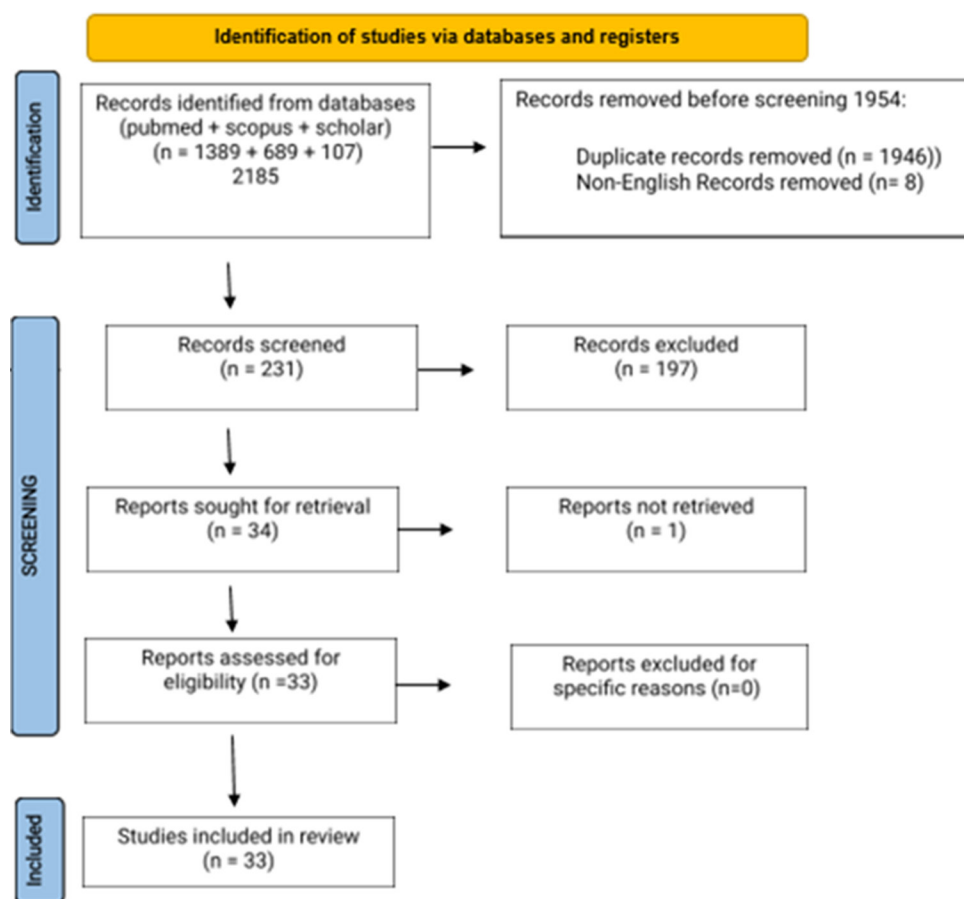 Identification of studies via databases and registers
Identification
Records identified from databases
(pubmed + scopus + scholar)
(n = 1389 + 689 + 107)
2185
Records removed before screening 1954:
Duplicate records removed (n = 1946))
Non-English Records removed (n= 8)
SCREENING
Records screened
(n = 231)
Records excluded
(n = 197)
Reports sought for retrieval
(n = 34)
Reports not retrieved
(n = 1)
Reports assessed for
eligibility (n =33)
Reports excluded for
specific reasons (n=0)
Included
Studies included in review
(n = 33)